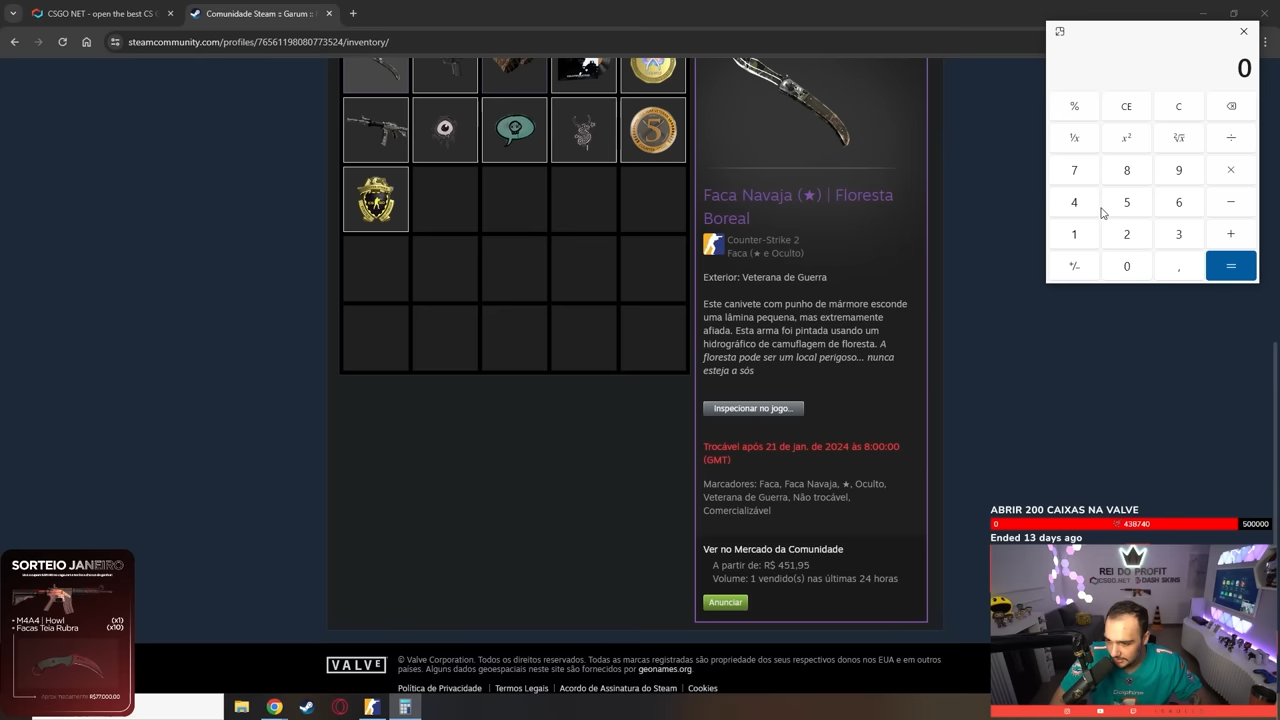 CSGO NET - open the best CS
Comunidade Steam :: Garum ::
steamcommunity.com/profiles/76561198080773524/inventory/
0
% CE C
¹/x x² ²√x ÷
7 8 9 ×
4 5 6 −
1 2 3 +
+/− 0 , =
5
Faca Navaja (★) | Floresta
Boreal
Counter-Strike 2
Faca (★ e Oculto)
Exterior: Veterana de Guerra
Este canivete com punho de mármore esconde
uma lâmina pequena, mas extremamente
afiada. Esta arma foi pintada usando um
hidrográfico de camuflagem de floresta. A
floresta pode ser um local perigoso... nunca
esteja a sós
Inspecionar no jogo...
Trocável após 21 de jan. de 2024 às 8:00:00
(GMT)
Marcadores: Faca, Faca Navaja, ★, Oculto,
Veterana de Guerra, Não trocável,
Comercializável
Ver no Mercado da Comunidade
A partir de: R$ 451,95
Volume: 1 vendido(s) nas últimas 24 horas
Anunciar
ABRIR 200 CAIXAS NA VALVE
0 438740 500000
Ended 13 days ago
REI DO PROFIT
CSGO.NET DASH SKINS
SORTEIO JANEIRO
M4A4 | Howl (x1)
Facas Teia Rubra (x10)
R$77.000,00
VALVE
© Valve Corporation. Todos os direitos reservados. Todas as marcas registradas são propriedade dos seus respectivos donos nos EUA e em outros
países. Alguns dados geoespaciais neste site são fornecidos por geonames.org.
Política de Privacidade | Termos Legais | Acordo de Assinatura do Steam | Cookies